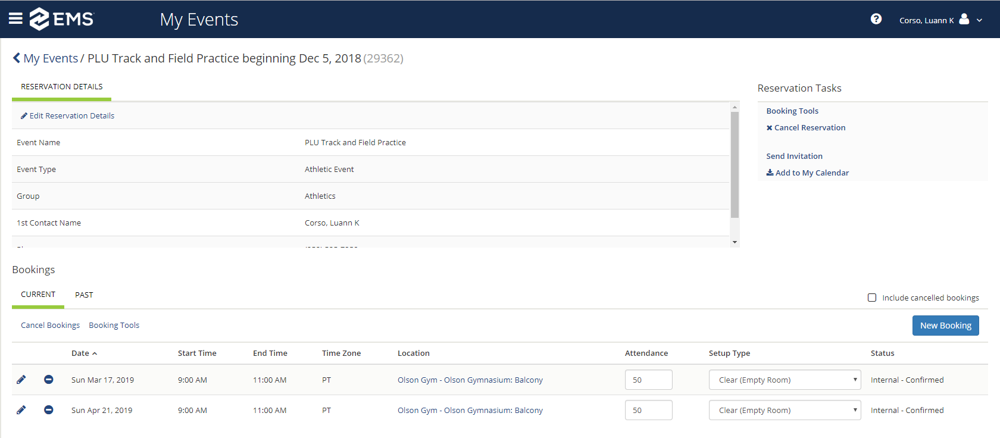 EMS My Events ? Corso, Luann K
My Events / PLU Track and Field Practice beginning Dec 5, 2018 (29362)
RESERVATION DETAILS
Edit Reservation Details
Event Name PLU Track and Field Practice
Event Type Athletic Event
Group Athletics
1st Contact Name Corso, Luann K
Reservation Tasks
Booking Tools
Cancel Reservation
Send Invitation
Add to My Calendar
Bookings
CURRENT PAST
Include cancelled bookings
Cancel Bookings Booking Tools New Booking
Date Start Time End Time Time Zone Location Attendance Setup Type Status
Sun Mar 17, 2019 9:00 AM 11:00 AM PT Olson Gym - Olson Gymnasium: Balcony 50 Clear (Empty Room) Internal - Confirmed
Sun Apr 21, 2019 9:00 AM 11:00 AM PT Olson Gym - Olson Gymnasium: Balcony 50 Clear (Empty Room) Internal - Confirmed